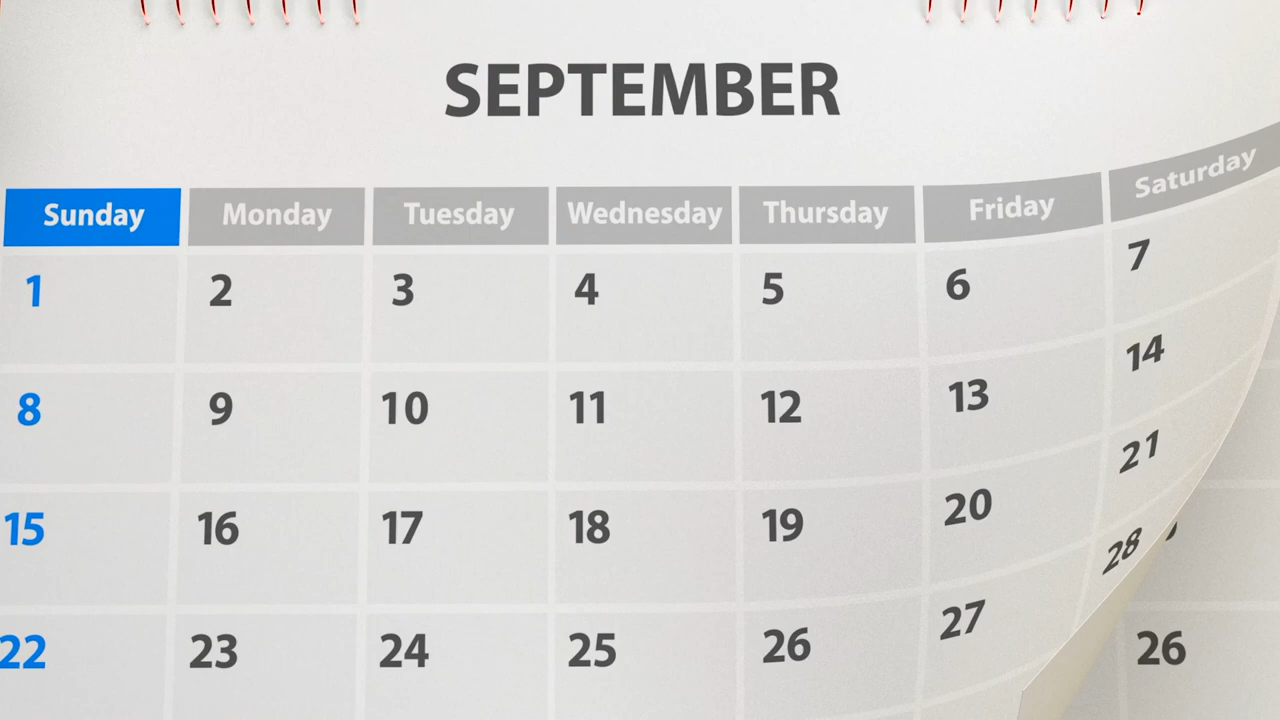 SEPTEMBER
Sunday Monday Tuesday Wednesday Thursday Friday Saturday
1 2 3 4 5 6 7
8 9 10 11 12 13 14
15 16 17 18 19 20 21
22 23 24 25 26 27 28
26